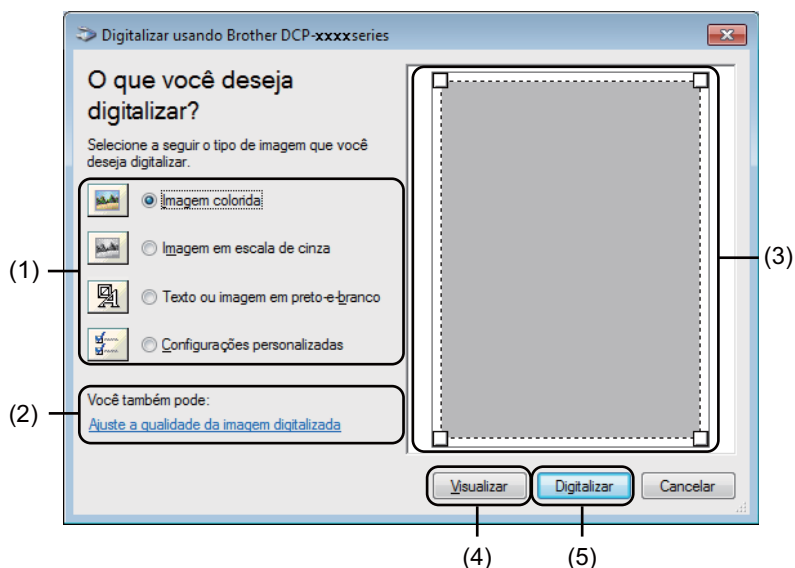 Digitalizar usando Brother DCP-xxxxseries
O que você deseja
digitalizar?
Selecione a seguir o tipo de imagem que você
deseja digitalizar.
Imagem colorida
Imagem em escala de cinza
Texto ou imagem em preto-e-branco
Configurações personalizadas
(1)
(3)
Você também pode:
Ajuste a qualidade da imagem digitalizada
(2)
Visualizar
Digitalizar
Cancelar
(4)
(5)